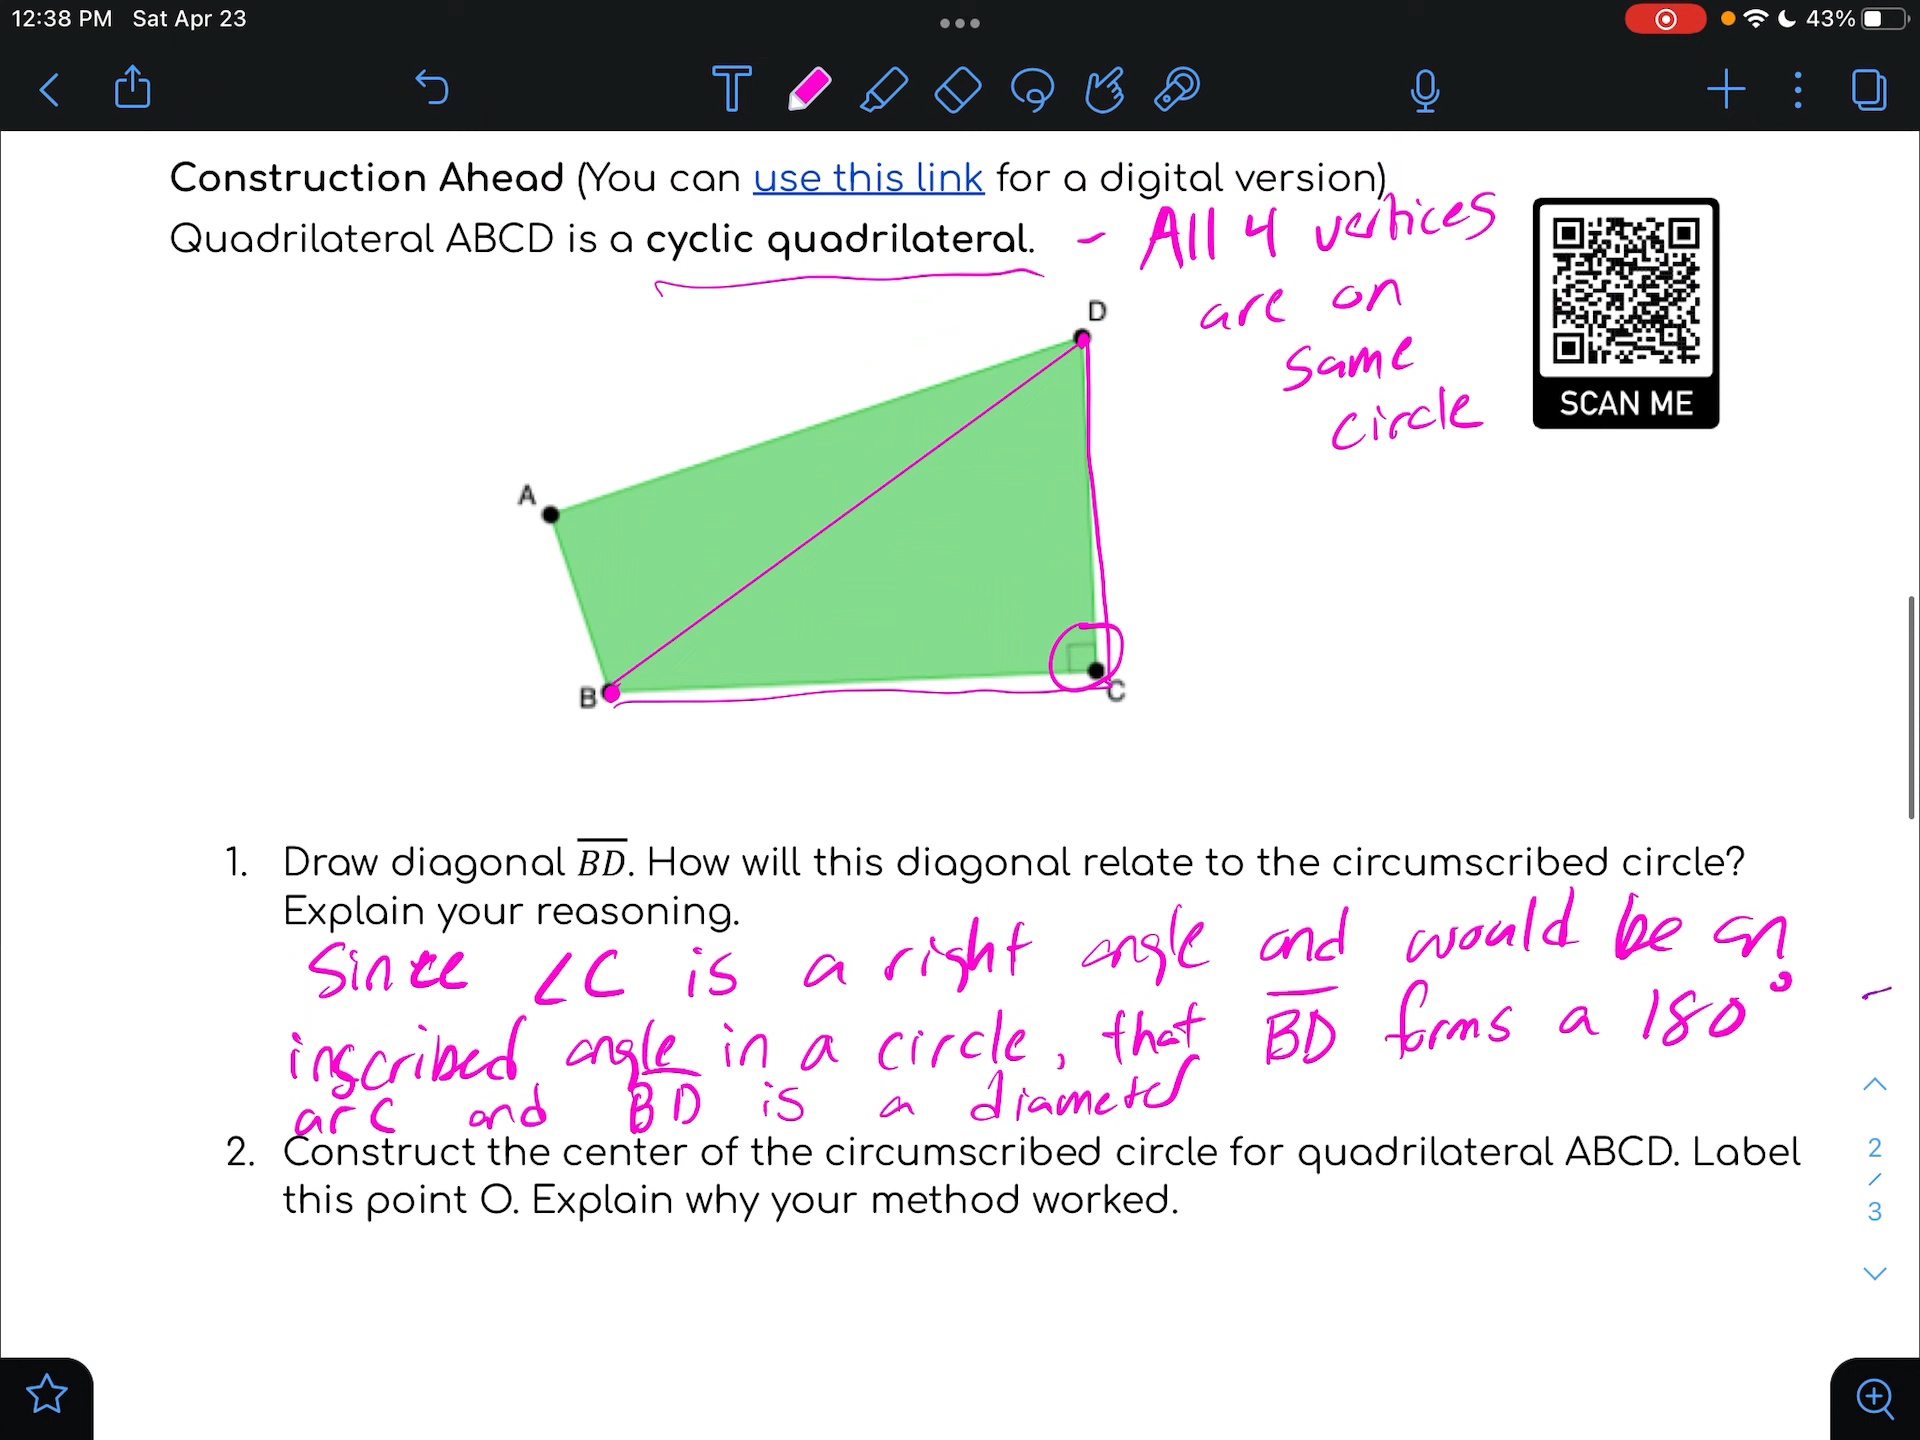 12:38 PM Sat Apr 23
43%
Construction Ahead (You can use this link for a digital version)
Quadrilateral ABCD is a cyclic quadrilateral.
- All 4 vertices
are on
same
circle
SCAN ME
D
A
B
C
1. Draw diagonal BD. How will this diagonal relate to the circumscribed circle?
Explain your reasoning.
Since ∠C is a right angle and would be an
inscribed angle in a circle, that BD forms a 180°
arc and BD is a diameter
2. Construct the center of the circumscribed circle for quadrilateral ABCD. Label
this point O. Explain why your method worked.
2
/
3